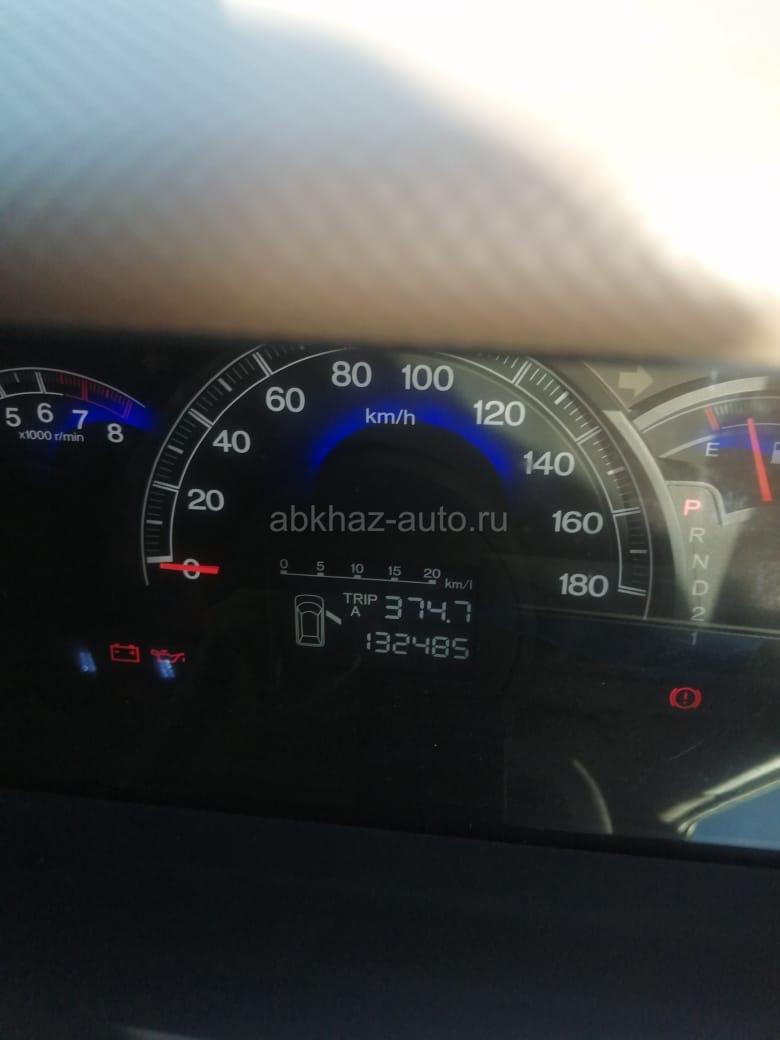 5 6 7 8
x1000 r/min
0 20 40 60 80 100 120 140 160 180
km/h
E
abkhaz-auto.ru
P
R
N
D
2
1
0 5 10 15 20 km/l
TRIP A 374.7
132485